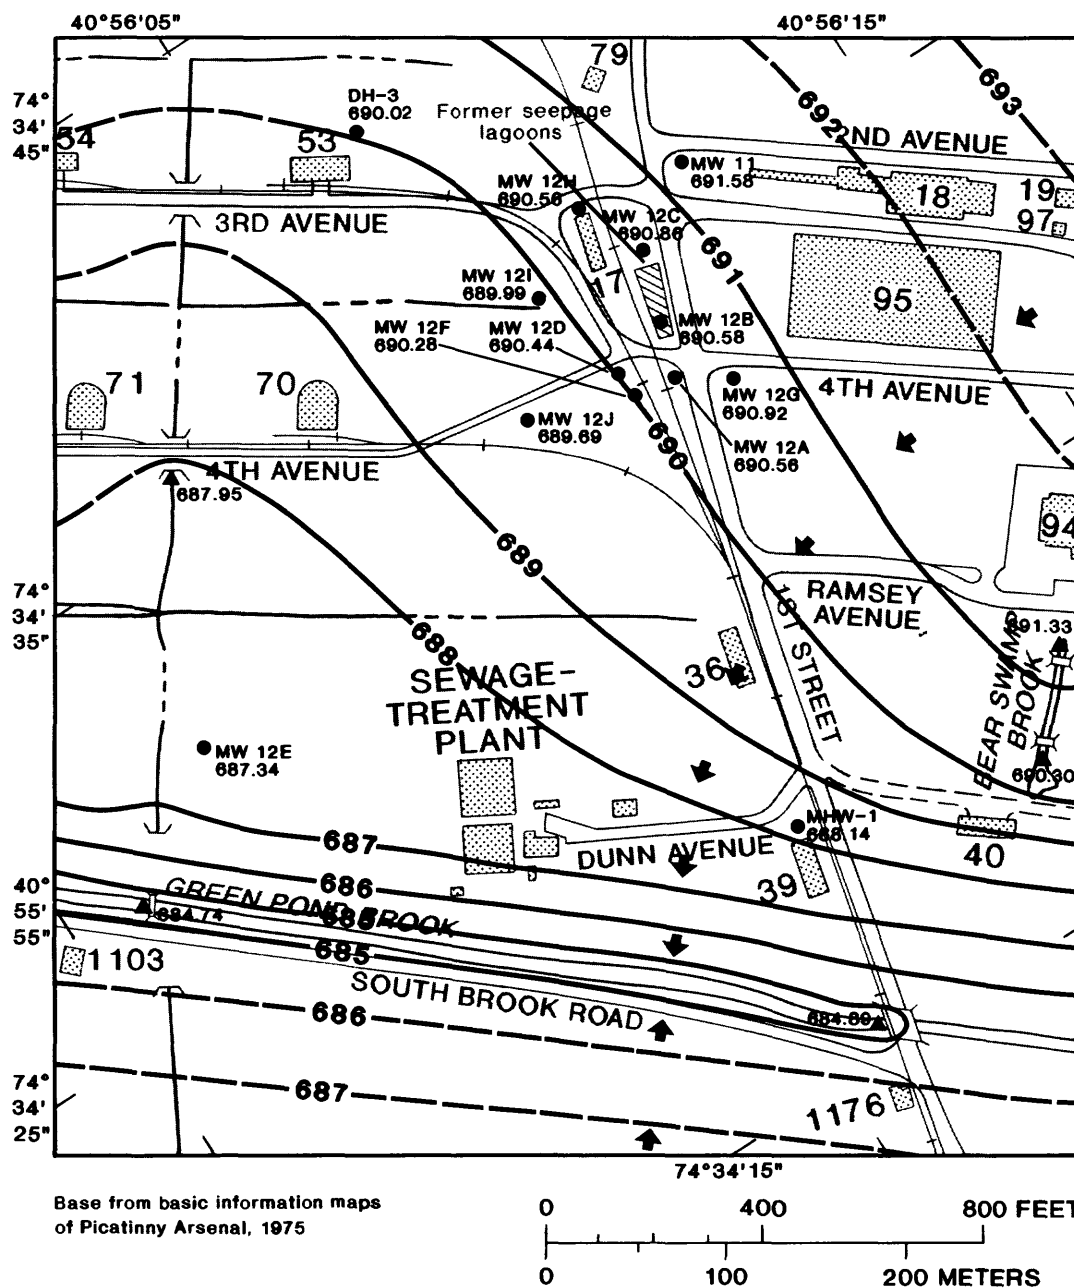 40°56'05"
40°56'15"
79
693
74°
34'
45"
DH-3
690.02
Former seepage
lagoons
692
2ND AVENUE
54
53
MW 11
691.58
MW 12H
690.56
18
19
97
3RD AVENUE
MW 12C
690.86
691
MW 12I
689.99
17
95
MW 12F
690.28
MW 12D
690.44
MW 12B
690.58
71
70
4TH AVENUE
MW 12G
690.92
MW 12J
689.69
690
MW 12A
690.56
4TH AVENUE
687.95
94
689
74°
34'
35"
RAMSEY
AVENUE
1ST STREET
691.33
688
BEAR SWAMP
BROOK
36
SEWAGE-
TREATMENT
PLANT
MW 12E
687.34
690.30
MHW-1
688.14
687
DUNN AVENUE
40
686
39
40°
55'
55"
GREEN POND BROOK
684.74
685
685
1103
SOUTH BROOK ROAD
686
684.69
74°
34'
25"
687
1176
74°34'15"
Base from basic information maps
of Picatinny Arsenal, 1975
0 400 800 FEET
0 100 200 METERS